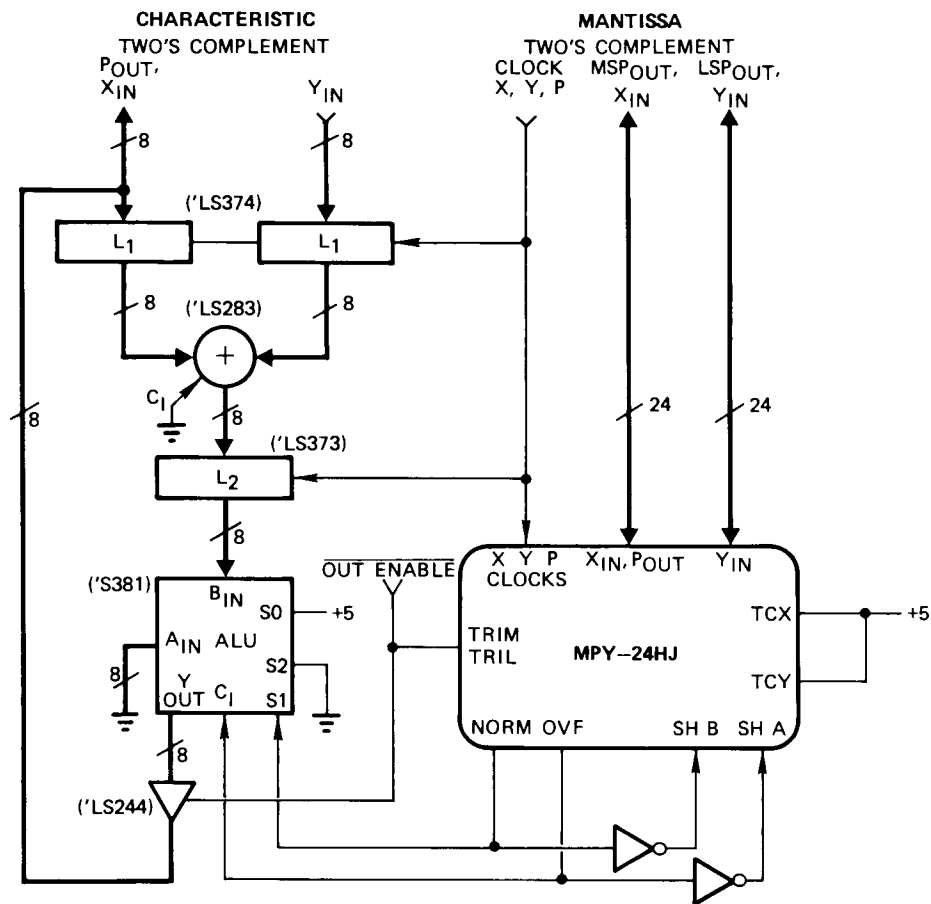 CHARACTERISTIC
TWO'S COMPLEMENT
P_OUT,
X_IN
Y_IN
MANTISSA
TWO'S COMPLEMENT
CLOCK
X, Y, P
MSP_OUT,
X_IN
LSP_OUT,
Y_IN
8
8
('LS374)
L1
L1
8
8
('LS283)
+
C_I
8
8
24
24
('LS373)
L2
8
OUT ENABLE
X Y P
CLOCKS
X_IN, P_OUT
Y_IN
('S381)
B_IN
S0
+5
A_IN
ALU
S2
8
Y
OUT
C_I
S1
TRIM
TRIL
MPY–24HJ
TCX
+5
TCY
NORM
OVF
SH B
SH A
8
('LS244)